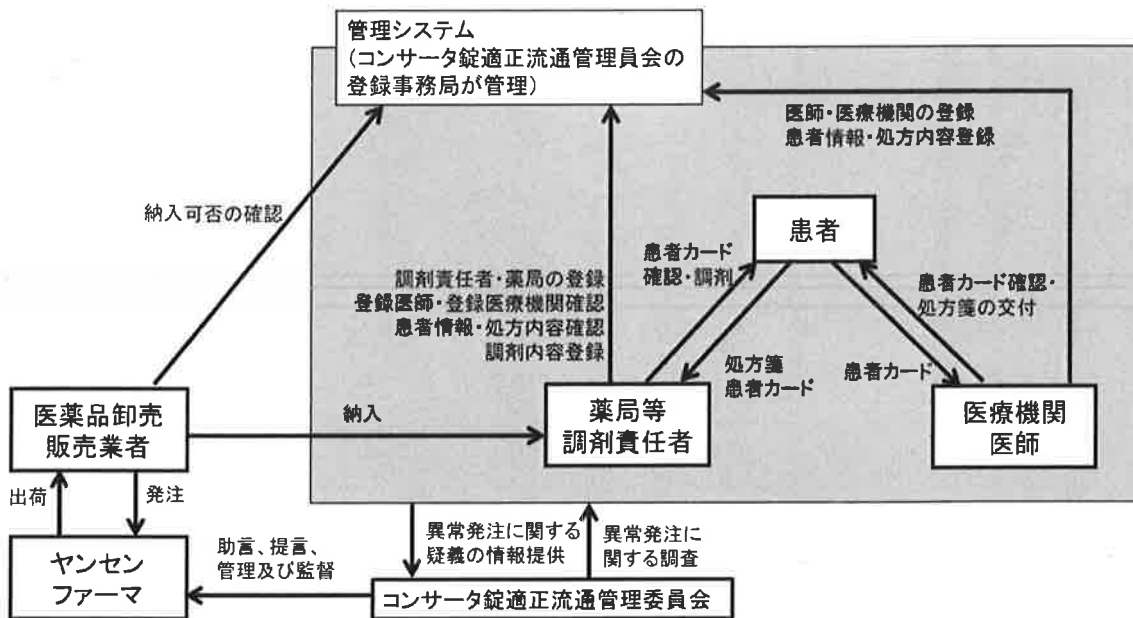 管理システム
(コンサータ錠適正流通管理員会の
登録事務局が管理)
医師・医療機関の登録
患者情報・処方内容登録
納入可否の確認
患者
患者カード
確認・調剤
調剤責任者・薬局の登録
登録医師・登録医療機関確認
患者情報・処方内容確認
調剤内容登録
患者カード確認・
処方箋の交付
処方箋
患者カード
患者カード
医薬品卸売
販売業者
納入
薬局等
調剤責任者
医療機関
医師
出荷
発注
異常発注に関する
疑義の情報提供
異常発注に
関する調査
助言、提言、
管理及び監督
ヤンセン
ファーマ
コンサータ錠適正流通管理委員会